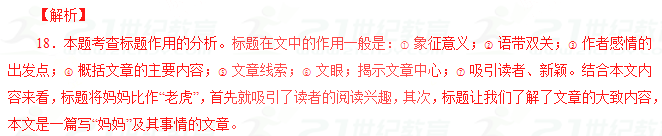 【解析】
18.本题考查标题作用的分析。标题在文中的作用一般是：①象征意义；②语带双关；③作者感情的
出发点；④概括文章的主要内容；⑤文章线索；⑥文眼；揭示文章中心；⑦吸引读者、新颖。结合本文内
容来看，标题将妈妈比作“老虎”，首先就吸引了读者的阅读兴趣，其次，标题让我们了解了文章的大致内容，
本文是一篇写“妈妈”及其事情的文章。